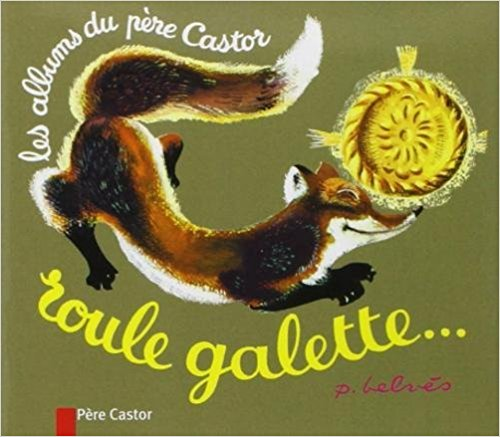 les albums du père Castor
roule galette...
p. belvès
Père Castor